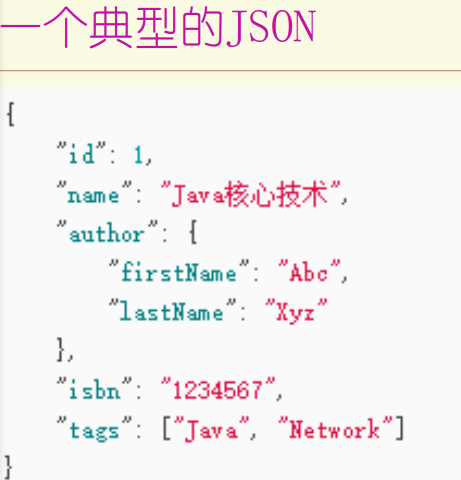 一个典型的JSON
{
"id": 1,
"name": "Java核心技术",
"author": {
"firstName": "Abc",
"lastName": "Xyz"
},
"isbn": "1234567",
"tags": ["Java", "Network"]
}